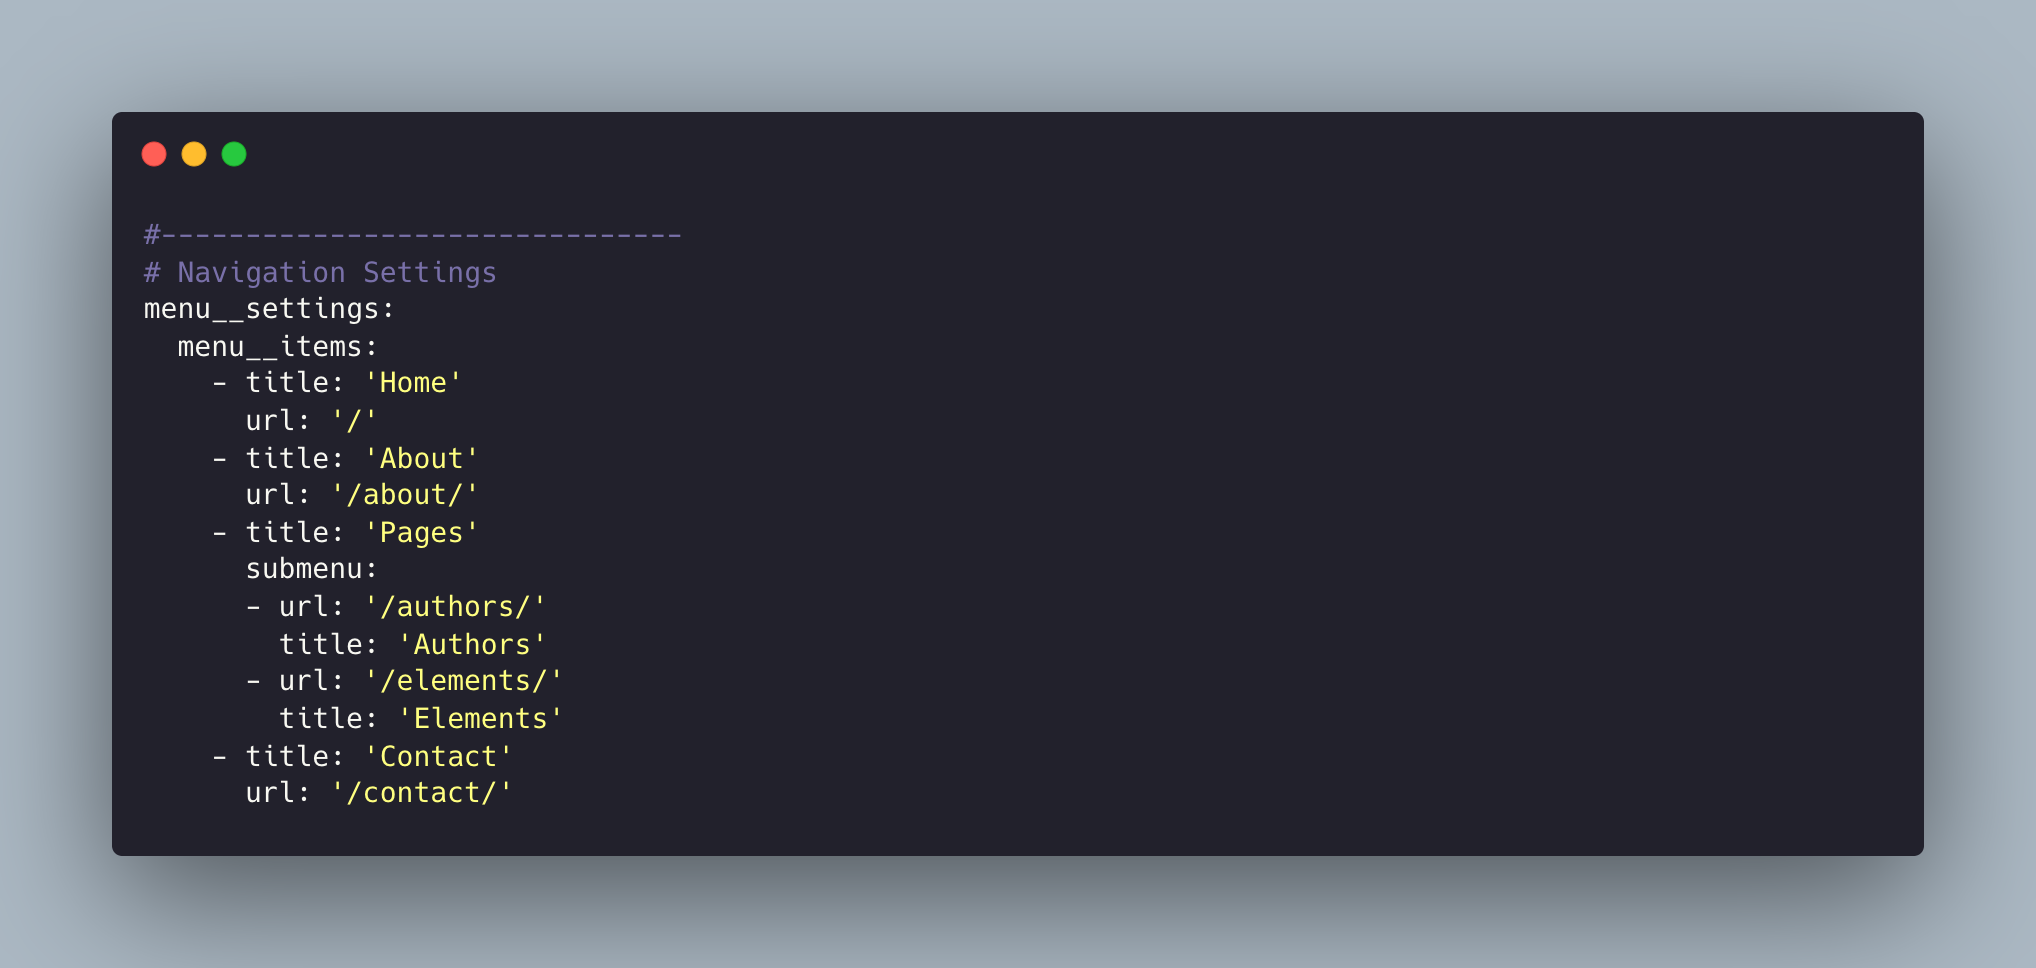 #-------------------------------
# Navigation Settings
menu__settings:
  menu__items:
    - title: 'Home'
      url: '/'
    - title: 'About'
      url: '/about/'
    - title: 'Pages'
      submenu:
      - url: '/authors/'
        title: 'Authors'
      - url: '/elements/'
        title: 'Elements'
    - title: 'Contact'
      url: '/contact/'